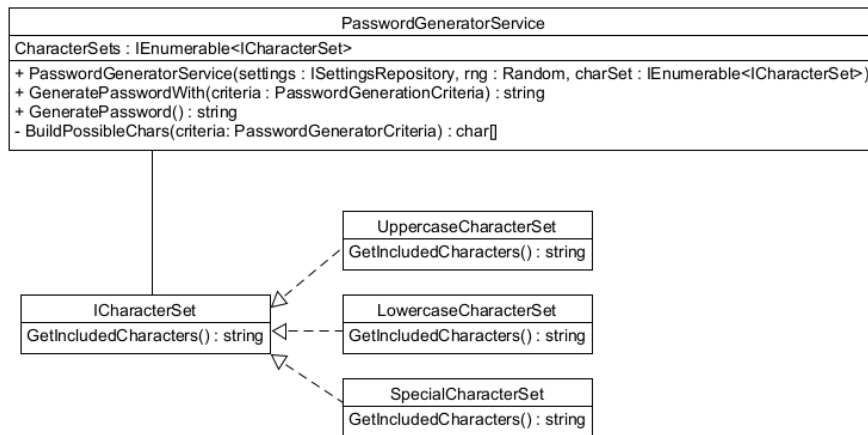 PasswordGeneratorService
CharacterSets : IEnumerable<ICharacterSet>
+ PasswordGeneratorService(settings : ISettingsRepository, rng : Random, charSet : IEnumerable<ICharacterSet>)
+ GeneratePasswordWith(criteria : PasswordGenerationCriteria) : string
+ GeneratePassword() : string
- BuildPossibleChars(criteria: PasswordGeneratorCriteria) : char[]
UppercaseCharacterSet
GetIncludedCharacters() : string
ICharacterSet
GetIncludedCharacters() : string
LowercaseCharacterSet
GetIncludedCharacters() : string
SpecialCharacterSet
GetIncludedCharacters() : string